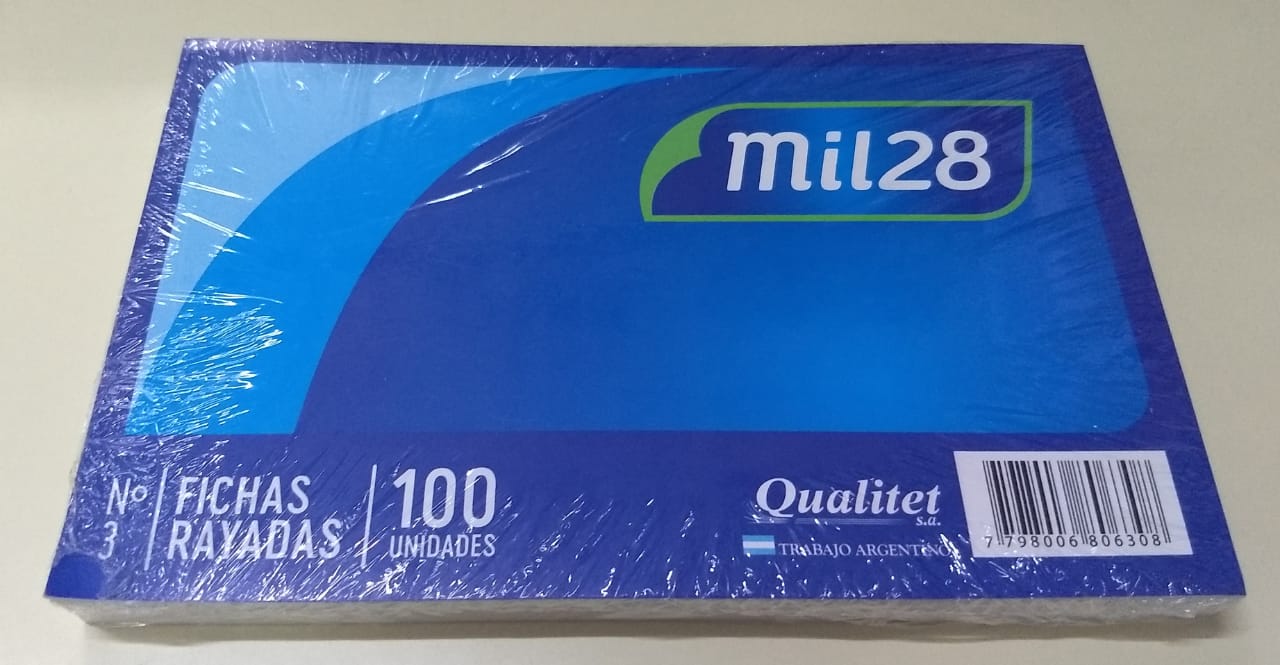 mil28
Nº
3
FICHAS
RAYADAS
100
UNIDADES
Qualitet
s.a.
TRABAJO ARGENTINO
7 798006 806308